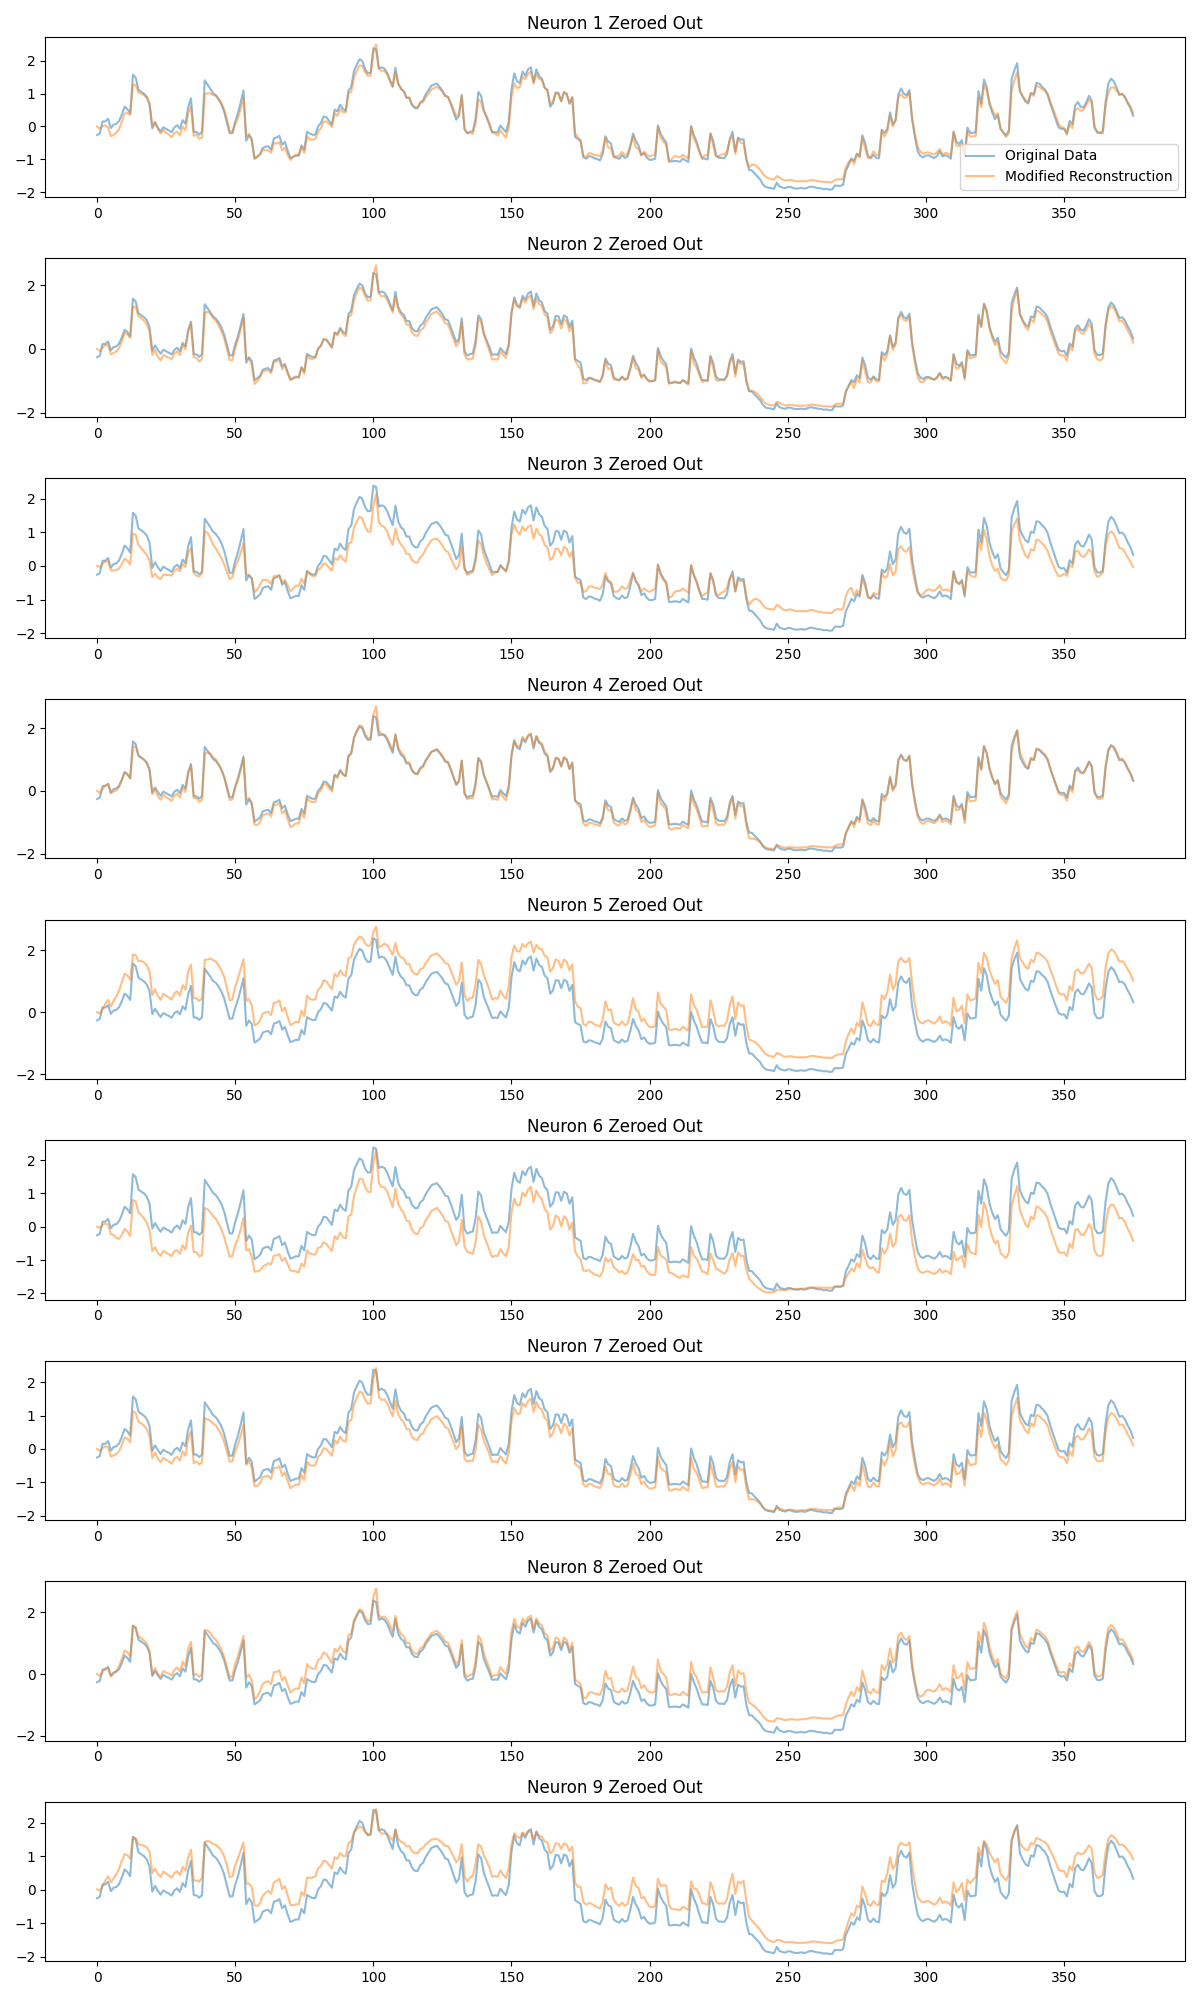 Neuron 1 Zeroed Out
2
1
0
−1
−2
Original Data
Modified Reconstruction
0 50 100 150 200 250 300 350
Neuron 2 Zeroed Out
2
0
−2
0 50 100 150 200 250 300 350
Neuron 3 Zeroed Out
2
1
0
−1
−2
0 50 100 150 200 250 300 350
Neuron 4 Zeroed Out
2
0
−2
0 50 100 150 200 250 300 350
Neuron 5 Zeroed Out
2
0
−2
0 50 100 150 200 250 300 350
Neuron 6 Zeroed Out
2
1
0
−1
−2
0 50 100 150 200 250 300 350
Neuron 7 Zeroed Out
2
1
0
−1
−2
0 50 100 150 200 250 300 350
Neuron 8 Zeroed Out
2
0
−2
0 50 100 150 200 250 300 350
Neuron 9 Zeroed Out
2
1
0
−1
−2
0 50 100 150 200 250 300 350